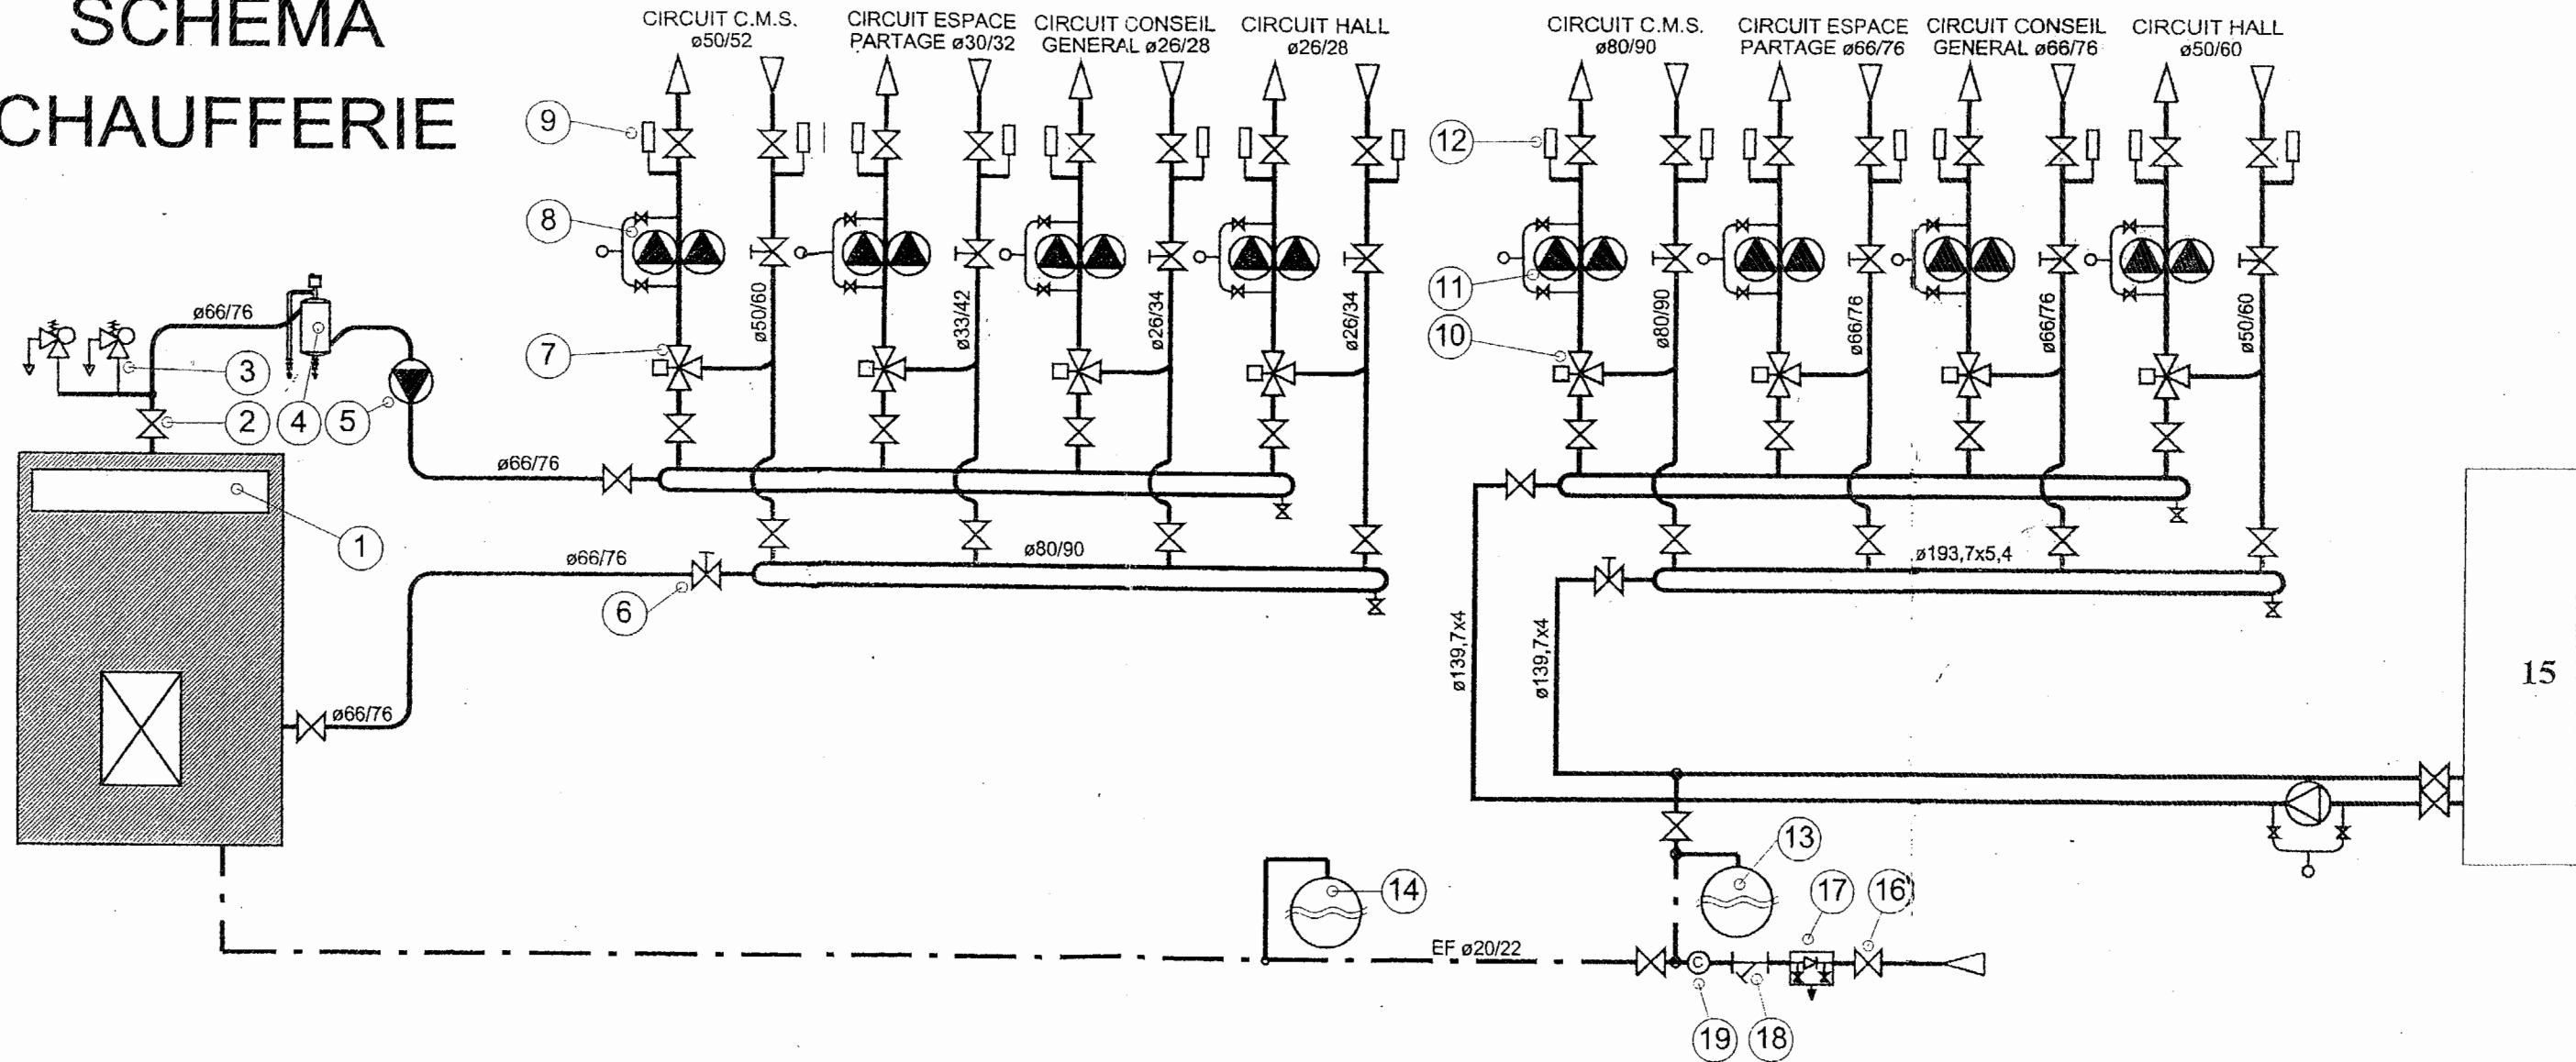 SCHEMA
CHAUFFERIE
CIRCUIT C.M.S.
ø50/52
CIRCUIT ESPACE
PARTAGE ø30/32
CIRCUIT CONSEIL
GENERAL ø26/28
CIRCUIT HALL
ø26/28
CIRCUIT C.M.S.
ø80/90
CIRCUIT ESPACE
PARTAGE ø66/76
CIRCUIT CONSEIL
GENERAL ø66/76
CIRCUIT HALL
ø50/60
9
12
8
11
ø66/76
ø50/60
ø33/42
ø26/34
ø26/34
ø80/90
ø66/76
ø66/76
ø50/60
7
10
3
2
4
5
ø66/76
1
ø66/76
ø80/90
ø193,7x5,4
6
ø139,7x4
ø139,7x4
15
ø66/76
13
14
17
16
EF ø20/22
C
19
18